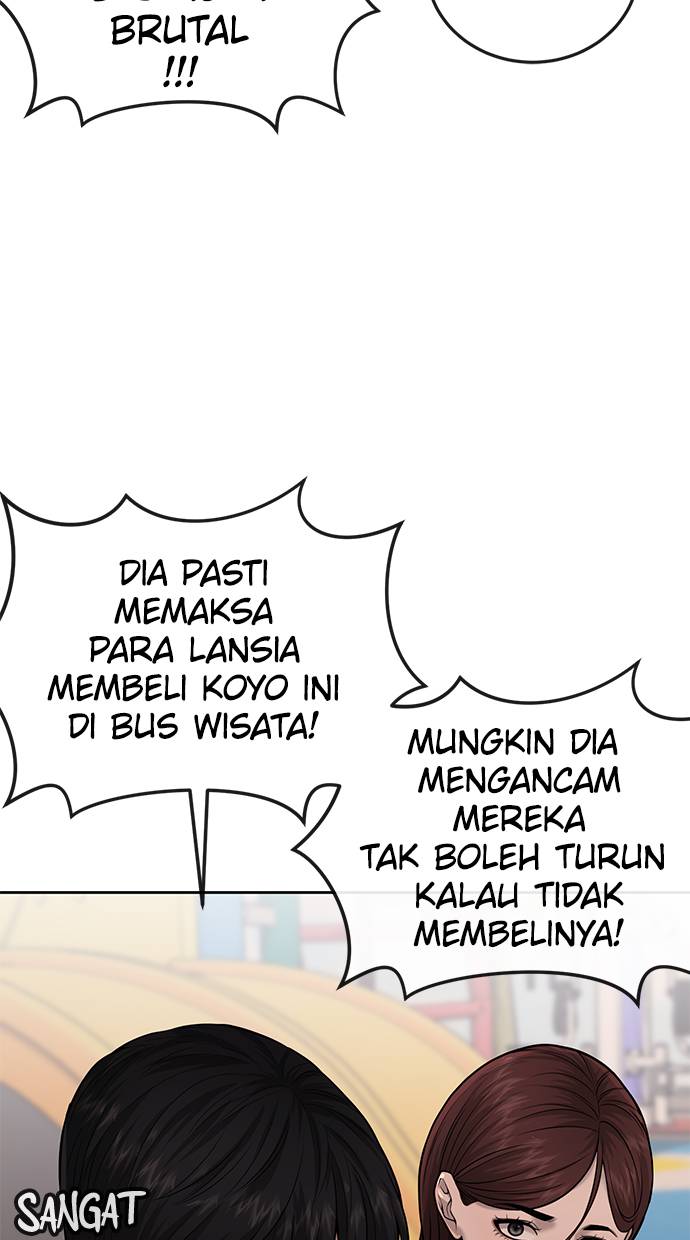 BRUTAL
!!!
DIA PASTI
MEMAKSA
PARA LANSIA
MEMBELI KOYO INI
DI BUS WISATA!
MUNGKIN DIA
MENGANCAM
MEREKA
TAK BOLEH TURUN
KALAU TIDAK
MEMBELINYA!
SANGAT